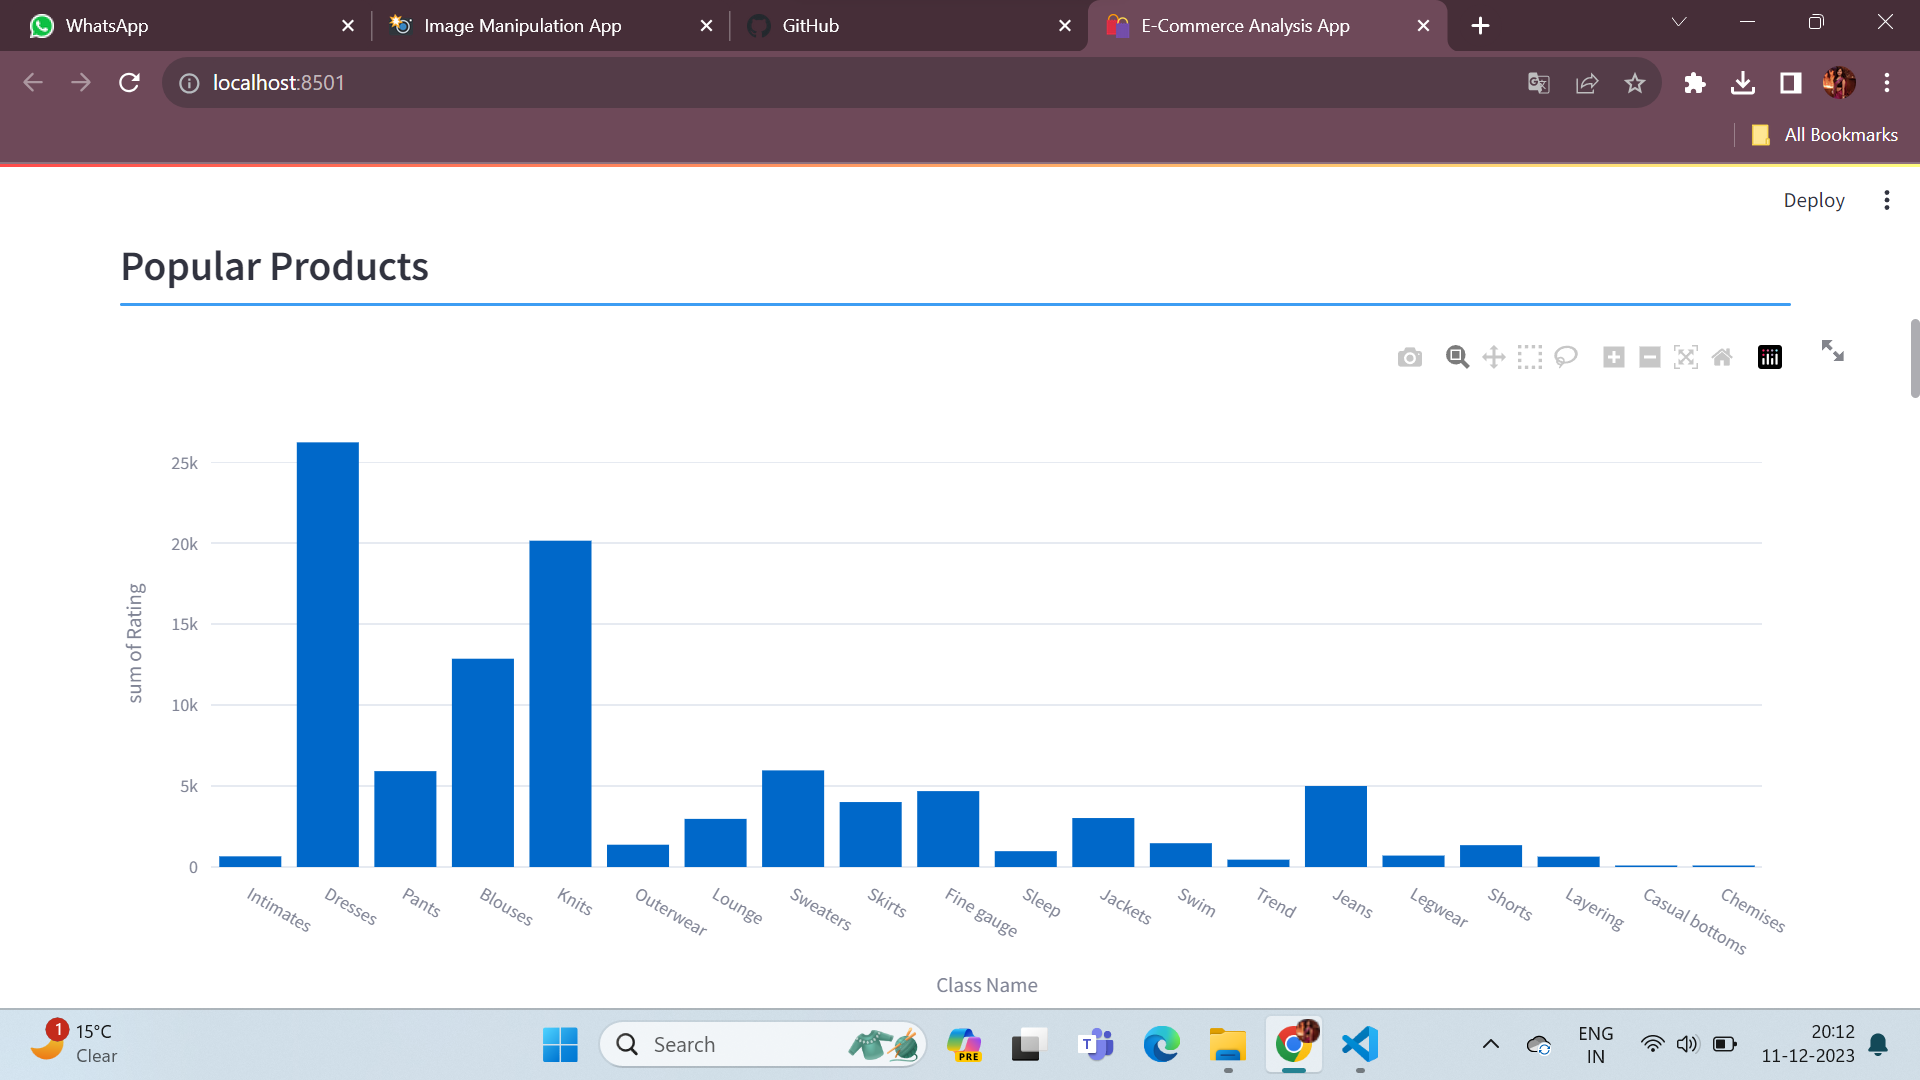 WhatsApp
Image Manipulation App
GitHub
E-Commerce Analysis App
localhost:8501
All Bookmarks
Deploy
Popular Products
25k
20k
15k
10k
5k
0
sum of Rating
Intimates
Dresses
Pants
Blouses
Knits
Outerwear
Lounge
Sweaters
Skirts
Fine gauge
Sleep
Jackets
Swim
Trend
Jeans
Legwear
Shorts
Layering
Casual bottoms
Chemises
Class Name
1
15°C
Clear
Search
PRE
T
ENG
IN
20:12
11-12-2023